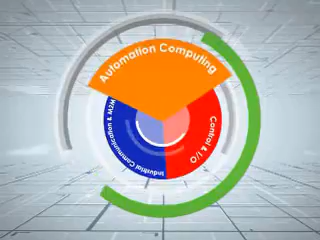 Automation Computing
Control & I/O
Industrial Communication & M2M